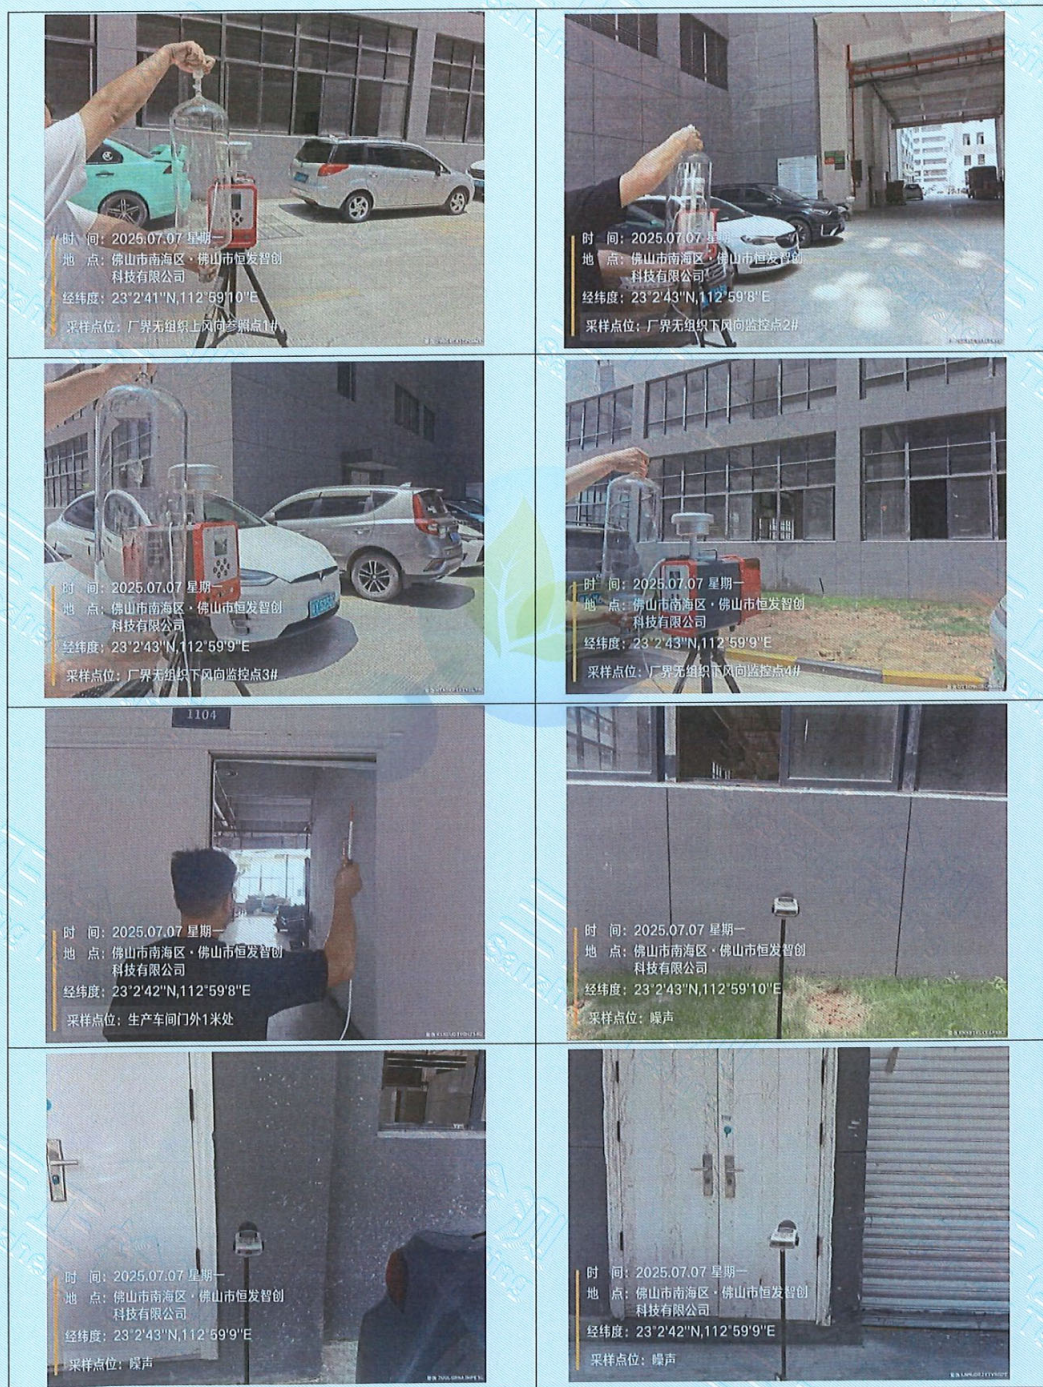 时 间：2025.07.07 星期一
地 点：佛山市南海区·佛山市恒发智创
科技有限公司
经纬度：23°2'41"N,112°59'10"E
采样点位：厂界无组织上风向参照点1#
时 间：2025.07.07 星期一
地 点：佛山市南海区·佛山市恒发智创
科技有限公司
经纬度：23°2'43"N,112°59'8"E
采样点位：厂界无组织下风向监控点2#
时 间：2025.07.07 星期一
地 点：佛山市南海区·佛山市恒发智创
科技有限公司
经纬度：23°2'43"N,112°59'9"E
采样点位：厂界无组织下风向监控点3#
时 间：2025.07.07 星期一
地 点：佛山市南海区·佛山市恒发智创
科技有限公司
经纬度：23°2'43"N,112°59'9"E
采样点位：厂界无组织下风向监控点4#
1104
时 间：2025.07.07 星期一
地 点：佛山市南海区·佛山市恒发智创
科技有限公司
经纬度：23°2'42"N,112°59'8"E
采样点位：生产车间门外1米处
时 间：2025.07.07 星期一
地 点：佛山市南海区·佛山市恒发智创
科技有限公司
经纬度：23°2'43"N,112°59'10"E
采样点位：噪声
时 间：2025.07.07 星期一
地 点：佛山市南海区·佛山市恒发智创
科技有限公司
经纬度：23°2'43"N,112°59'9"E
采样点位：噪声
时 间：2025.07.07 星期一
地 点：佛山市南海区·佛山市恒发智创
科技有限公司
经纬度：23°2'42"N,112°59'9"E
采样点位：噪声